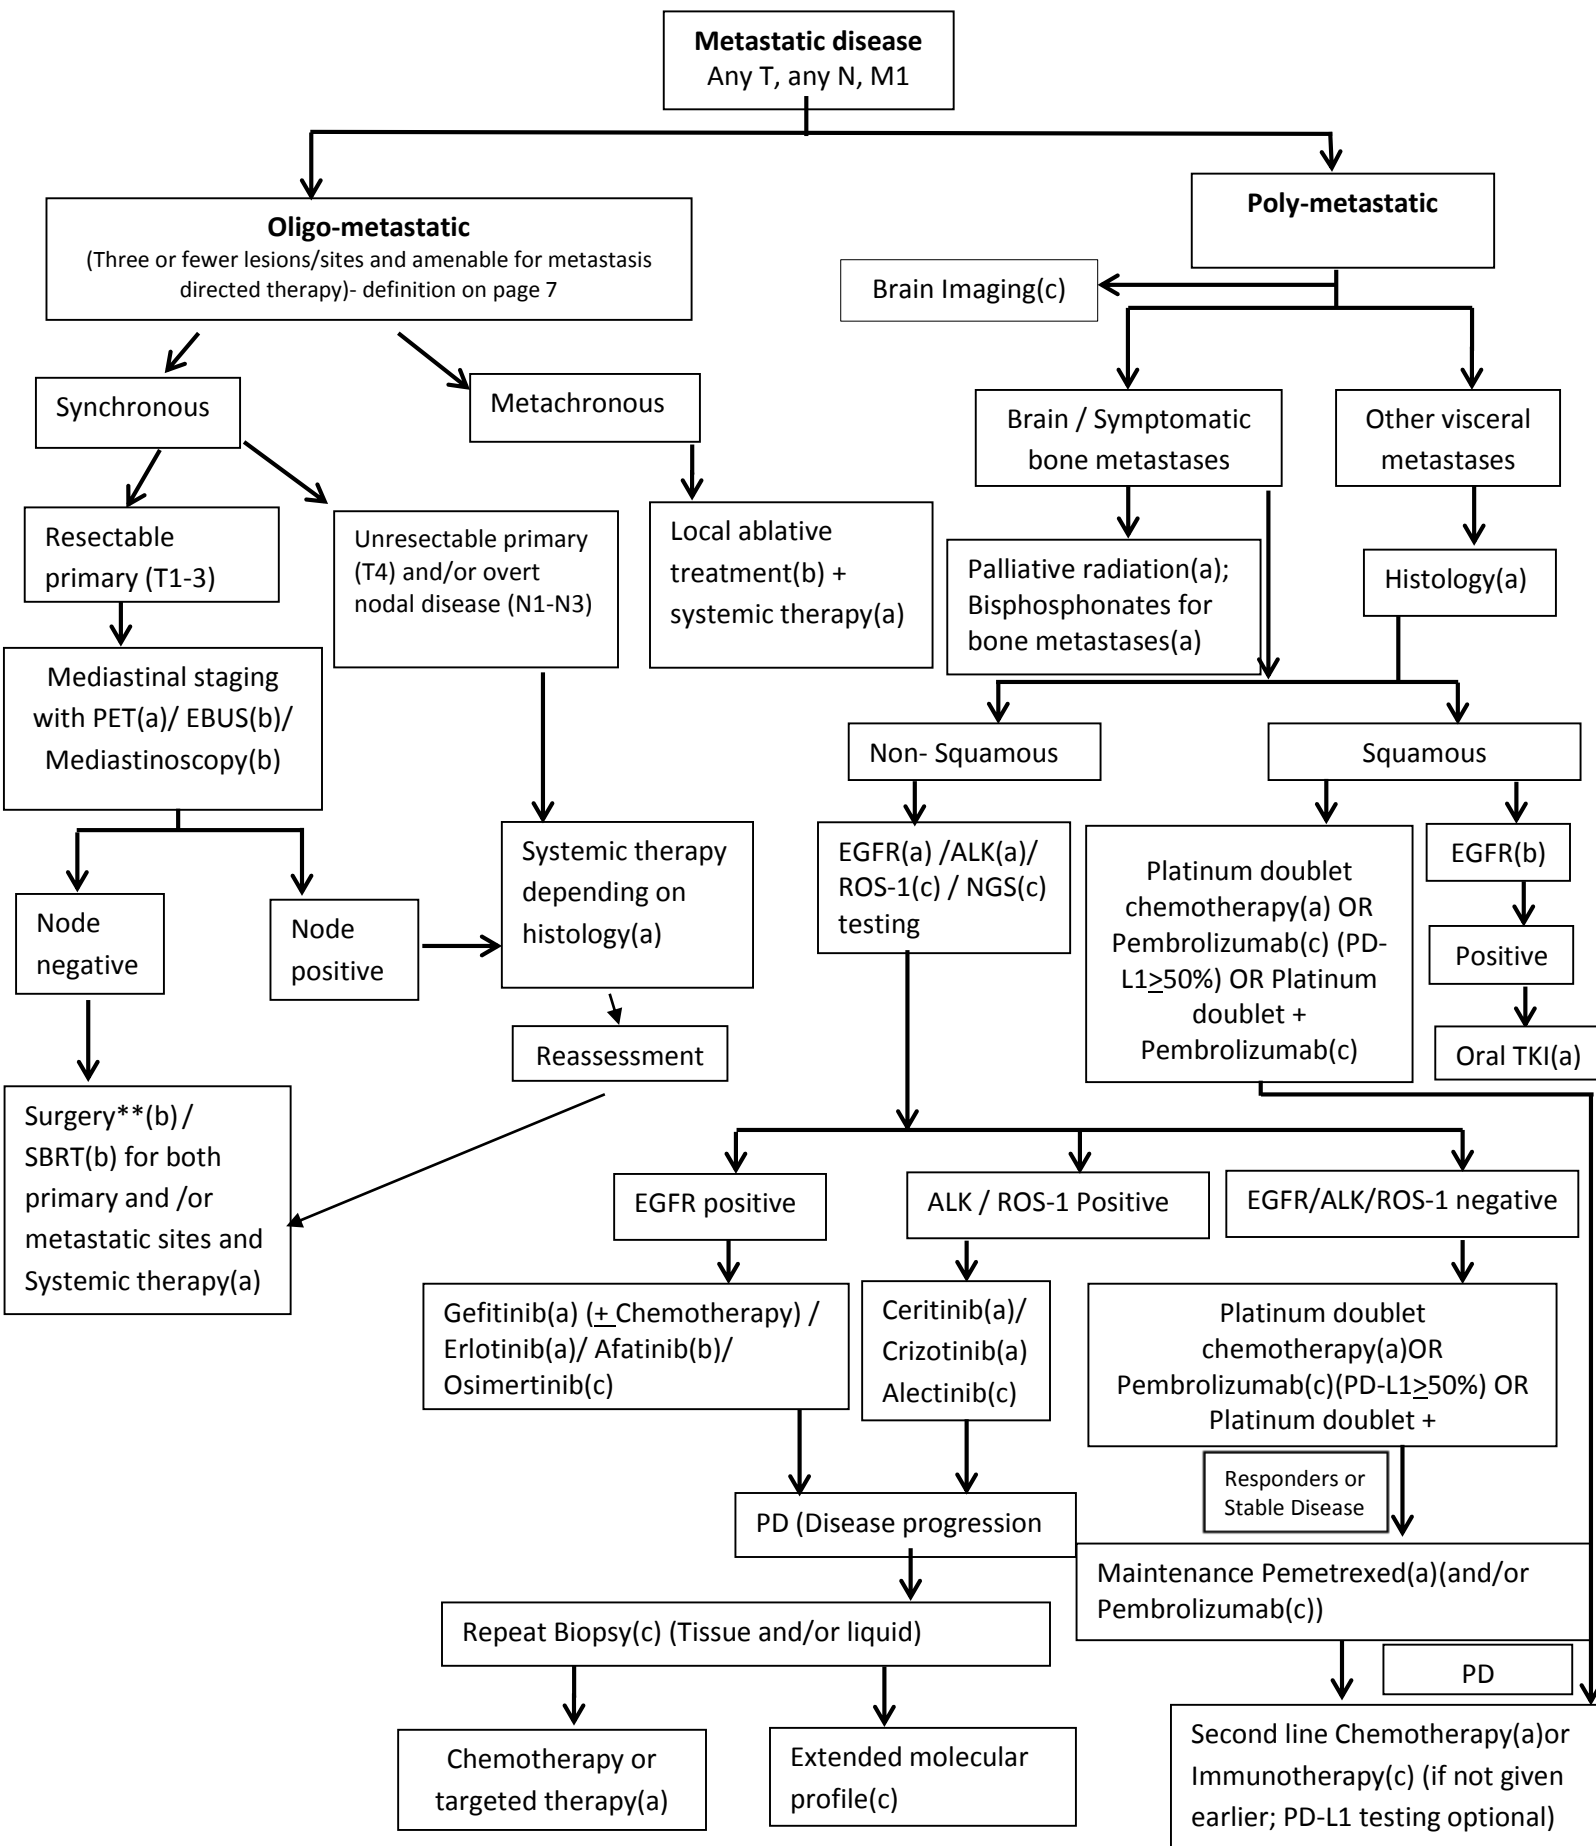 Metastatic disease
Any T, any N, M1
Oligo-metastatic
(Three or fewer lesions/sites and amenable for metastasis
directed therapy)- definition on page 7
Poly-metastatic
Brain Imaging(c)
Synchronous
Metachronous
Brain / Symptomatic
bone metastases
Other visceral
metastases
Resectable
primary (T1-3)
Unresectable primary
(T4) and/or overt
nodal disease (N1-N3)
Local ablative
treatment(b) +
systemic therapy(a)
Palliative radiation(a);
Bisphosphonates for
bone metastases(a)
Histology(a)
Mediastinal staging
with PET(a)/ EBUS(b)/
Mediastinoscopy(b)
Non- Squamous
Squamous
Node
negative
Node
positive
Systemic therapy
depending on
histology(a)
EGFR(a) /ALK(a)/
ROS-1(c) / NGS(c)
testing
Platinum doublet
chemotherapy(a) OR
Pembrolizumab(c) (PD-
L1≥50%) OR Platinum
doublet +
Pembrolizumab(c)
EGFR(b)
Positive
Oral TKI(a)
Reassessment
Surgery**(b) /
SBRT(b) for both
primary and /or
metastatic sites and
Systemic therapy(a)
EGFR positive
ALK / ROS-1 Positive
EGFR/ALK/ROS-1 negative
Gefitinib(a) (+ Chemotherapy) /
Erlotinib(a)/ Afatinib(b)/
Osimertinib(c)
Ceritinib(a)/
Crizotinib(a)
Alectinib(c)
Platinum doublet
chemotherapy(a)OR
Pembrolizumab(c)(PD-L1≥50%) OR
Platinum doublet +
Responders or
Stable Disease
PD (Disease progression
Maintenance Pemetrexed(a)(and/or
Pembrolizumab(c))
Repeat Biopsy(c) (Tissue and/or liquid)
PD
Chemotherapy or
targeted therapy(a)
Extended molecular
profile(c)
Second line Chemotherapy(a)or
Immunotherapy(c) (if not given
earlier; PD-L1 testing optional)